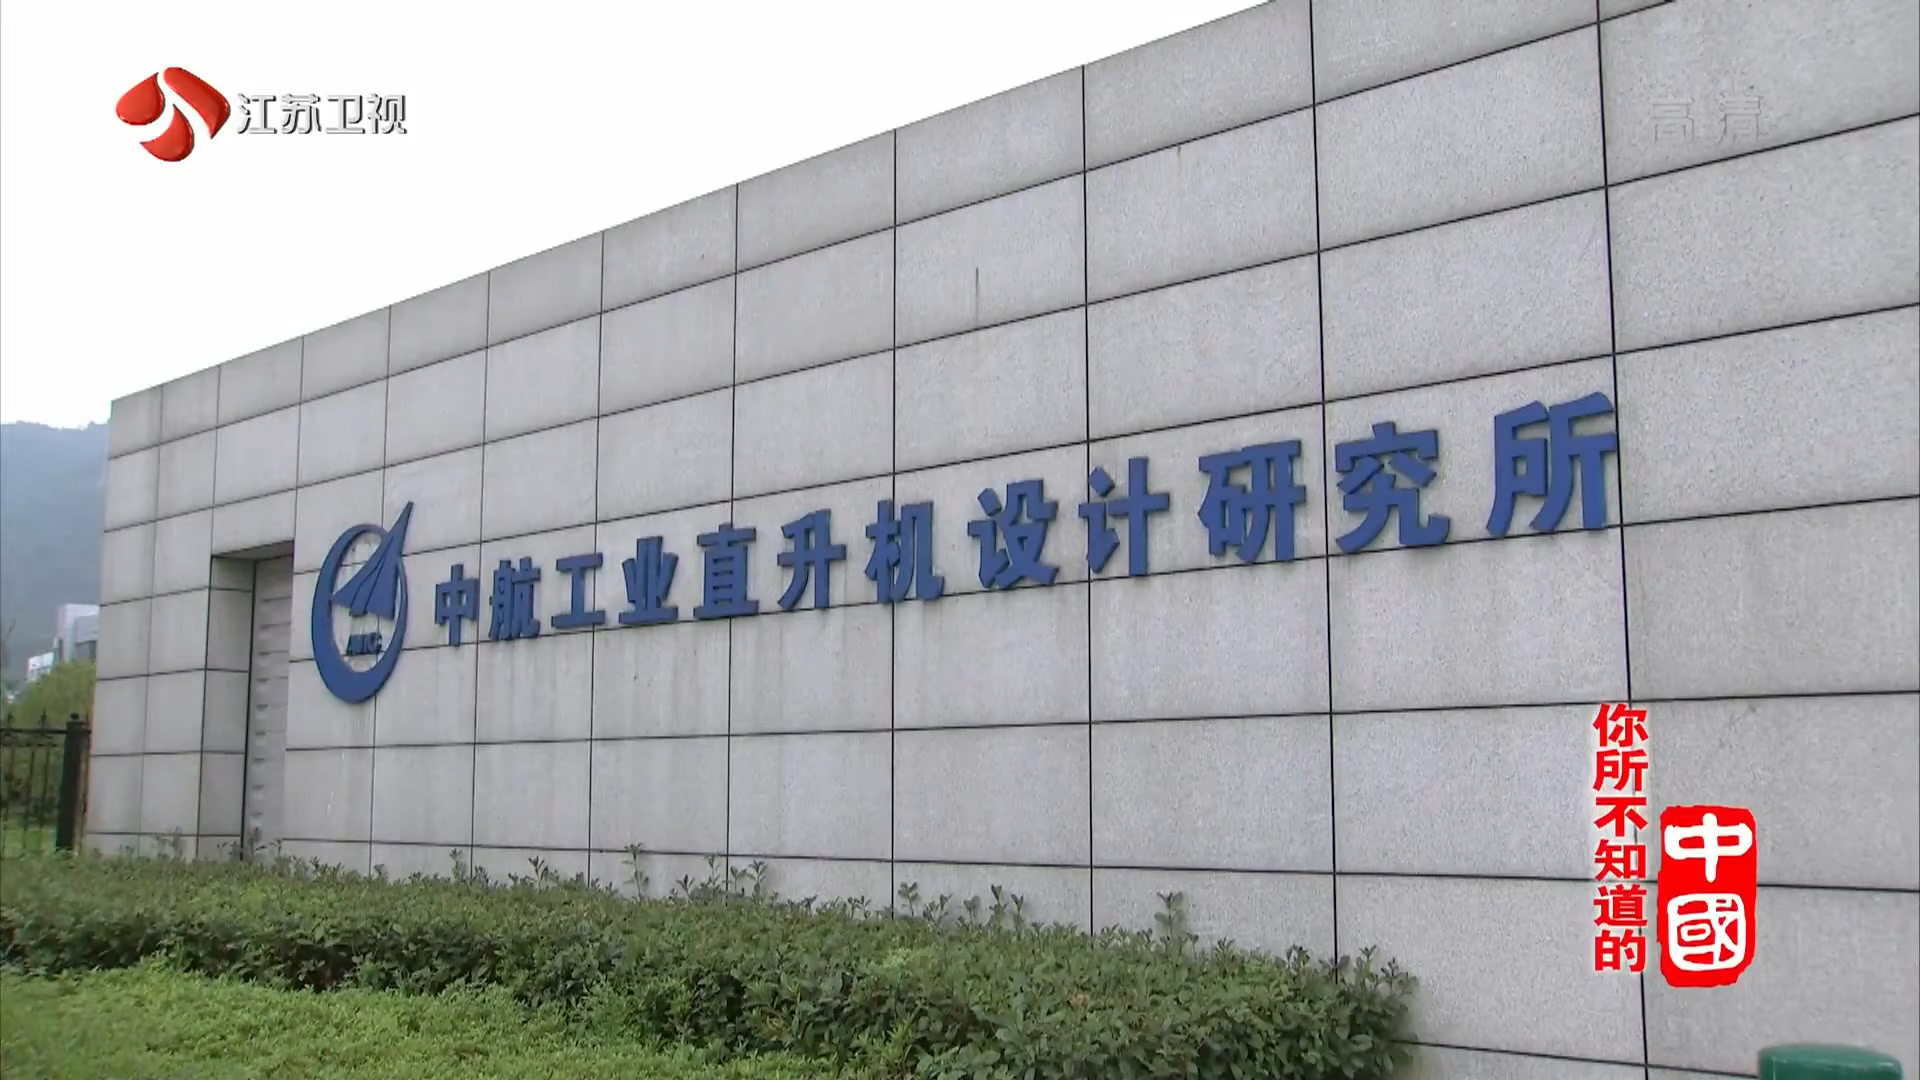 江苏卫视
高清
中航工业直升机设计研究所
你所不知道的
中國